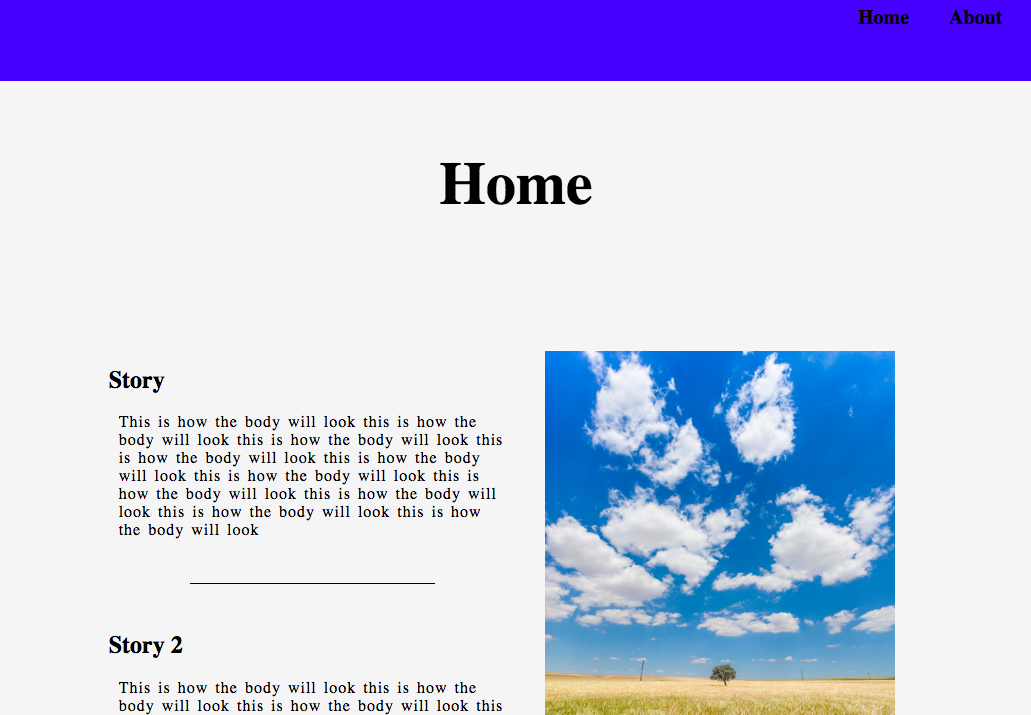 Home About
Home
Story
This is how the body will look this is how the
body will look this is how the body will look this
is how the body will look this is how the body
will look this is how the body will look this is
how the body will look this is how the body will
look this is how the body will look this is how
the body will look
Story 2
This is how the body will look this is how the
body will look this is how the body will look this